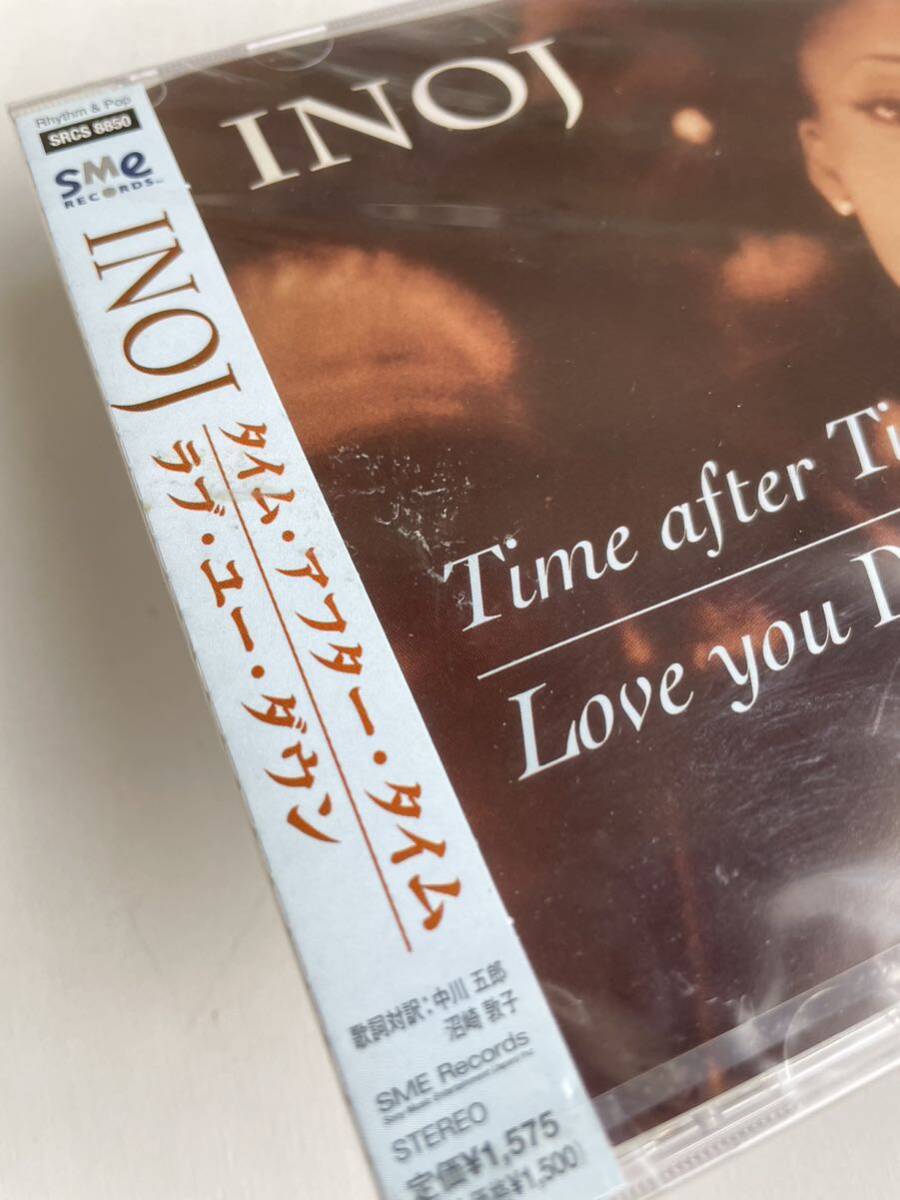 Rhythm & Pop
SRCS 8850
SMe
RECORDS
INOJ
タイム・アフター・タイム
ラブ・ユー・ダウン
歌詞対訳:中川 五郎
沼崎 敦子
SME Records
STEREO
定価¥1,575
¥1,500)
INOJ
Time after Ti
Love you D